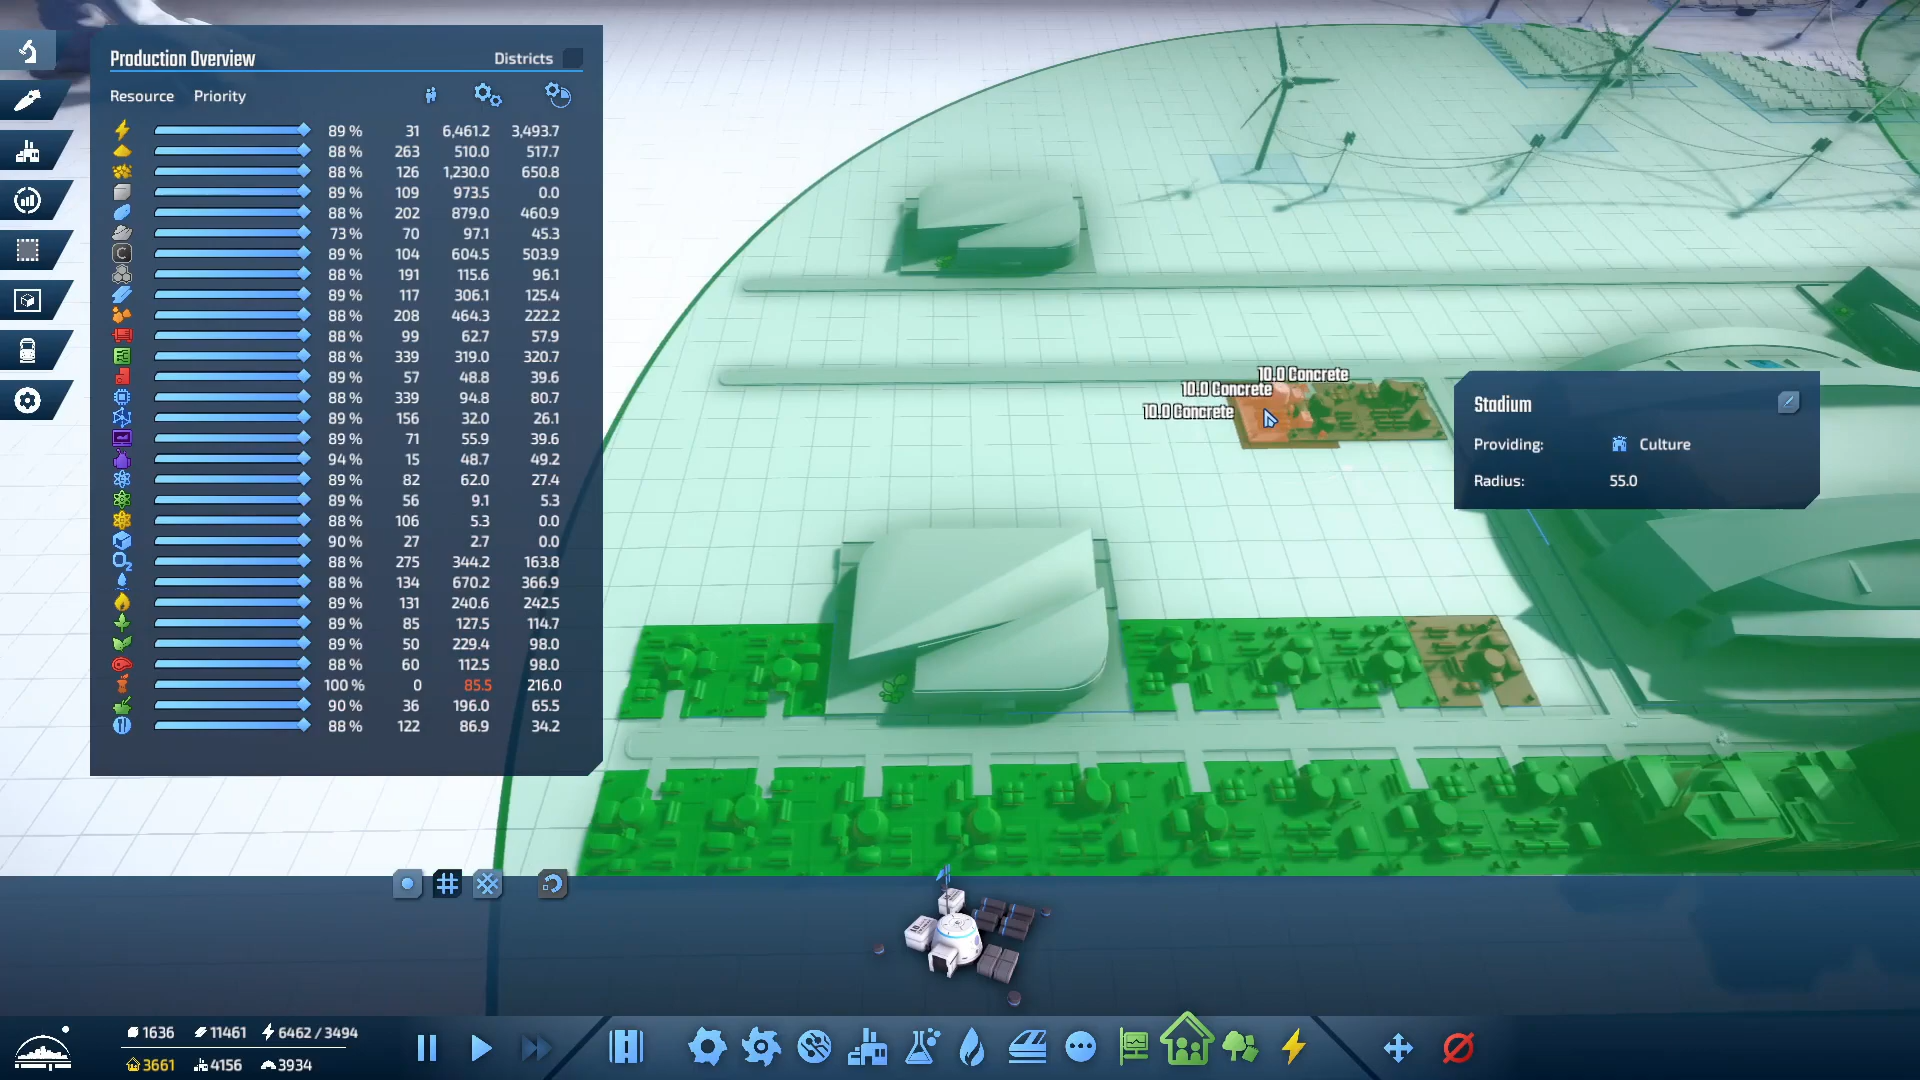 Production Overview
Districts
Resource Priority
89 % 31 6,461.2 3,493.7
88 % 263 510.0 517.7
88 % 126 1,230.0 650.8
89 % 109 973.5 0.0
88 % 202 879.0 460.9
73 % 70 97.1 45.3
C 89 % 104 604.5 503.9
88 % 191 115.6 96.1
89 % 117 306.1 125.4
88 % 208 464.3 222.2
88 % 99 62.7 57.9
88 % 339 319.0 320.7
89 % 57 48.8 39.6
88 % 339 94.8 80.7
89 % 156 32.0 26.1
89 % 71 55.9 39.6
94 % 15 48.7 49.2
89 % 82 62.0 27.4
89 % 56 9.1 5.3
88 % 106 5.3 0.0
90 % 27 2.7 0.0
O2 88 % 275 344.2 163.8
88 % 134 670.2 366.9
89 % 131 240.6 242.5
89 % 85 127.5 114.7
89 % 50 229.4 98.0
88 % 60 112.5 98.0
100 % 0 85.5 216.0
90 % 36 196.0 65.5
88 % 122 86.9 34.2
10.0 Concrete
10.0 Concrete
10.0 Concrete
Stadium
Providing: Culture
Radius: 55.0
1636 11461 6462 / 3494
3661 4156 3934